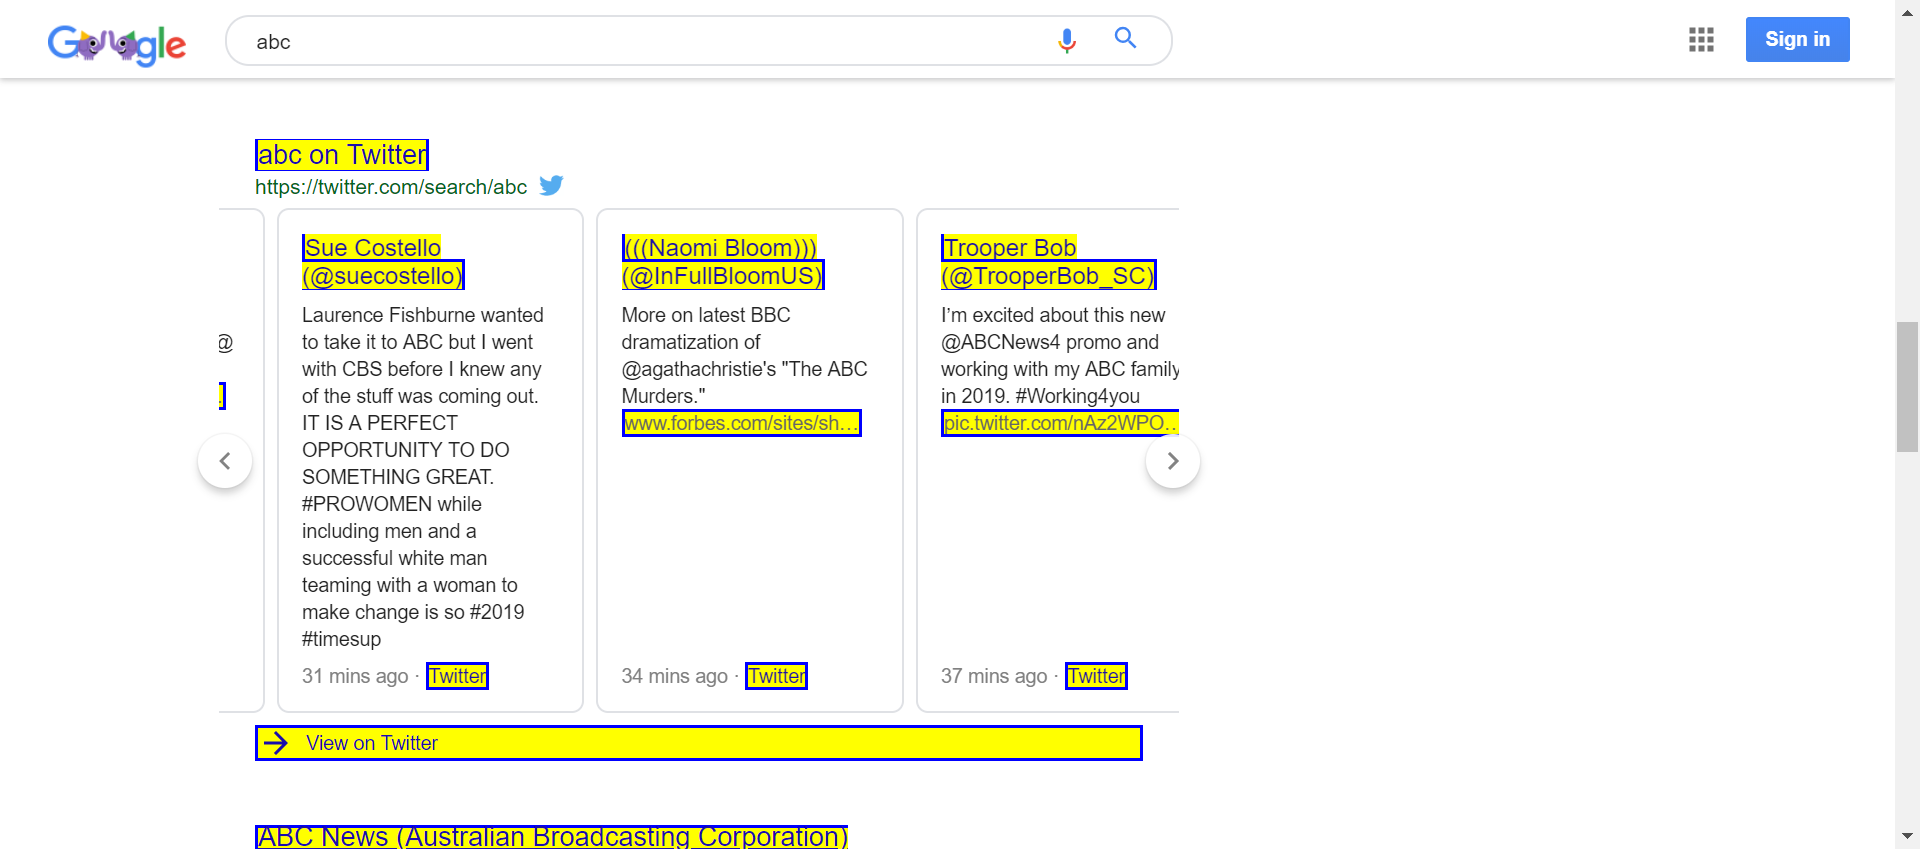 Google
abc
Sign in
abc on Twitter
https://twitter.com/search/abc
@
Sue Costello
(@suecostello)
Laurence Fishburne wanted
to take it to ABC but I went
with CBS before I knew any
of the stuff was coming out.
IT IS A PERFECT
OPPORTUNITY TO DO
SOMETHING GREAT.
#PROWOMEN while
including men and a
successful white man
teaming with a woman to
make change is so #2019
#timesup
31 mins ago · Twitter
(((Naomi Bloom)))
(@InFullBloomUS)
More on latest BBC
dramatization of
@agathachristie's "The ABC
Murders."
www.forbes.com/sites/sh…
34 mins ago · Twitter
Trooper Bob
(@TrooperBob_SC)
I’m excited about this new
@ABCNews4 promo and
working with my ABC family
in 2019. #Working4you
pic.twitter.com/nAz2WPO…
37 mins ago · Twitter
View on Twitter
ABC News (Australian Broadcasting Corporation)